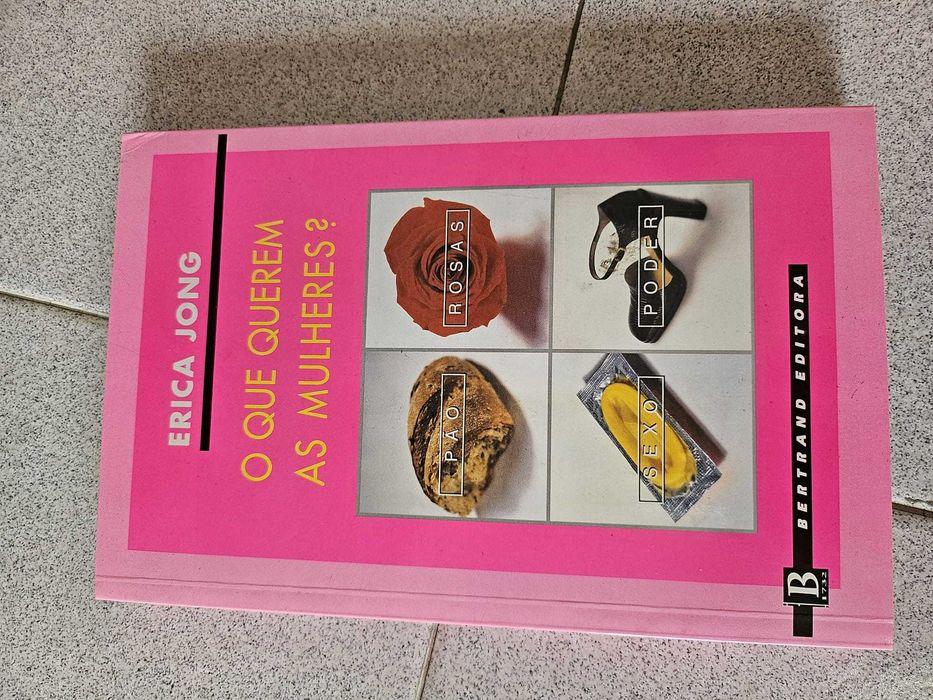 ERICA JONG
O QUE QUEREM
AS MULHERES?
PÃO
ROSAS
SEXO
PODER
B
1732
BERTRAND EDITORA